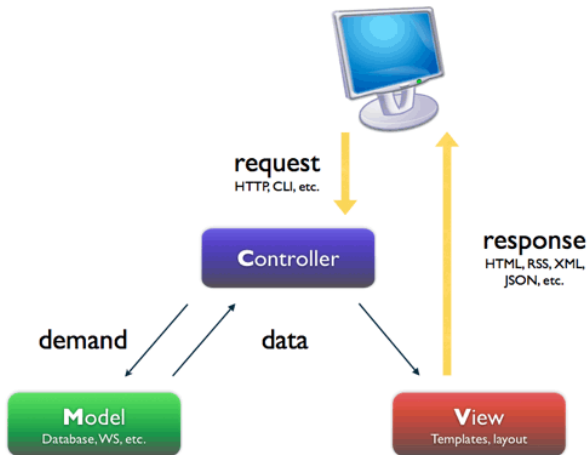 request
HTTP, CLI, etc.
Controller
response
HTML, RSS, XML,
JSON, etc.
demand
data
Model
Database, WS, etc.
View
Templates, layout